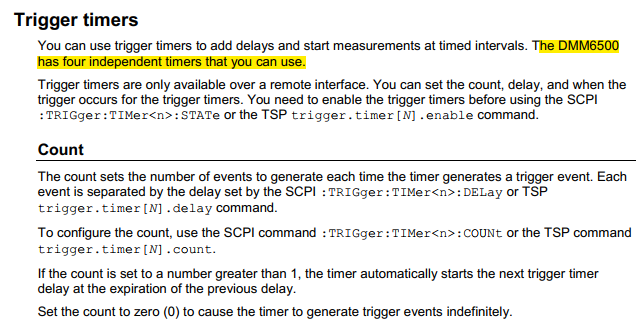 Trigger timers
You can use trigger timers to add delays and start measurements at timed intervals. The DMM6500
has four independent timers that you can use.
Trigger timers are only available over a remote interface. You can set the count, delay, and when the
trigger occurs for the trigger timers. You need to enable the trigger timers before using the SCPI
:TRIGger:TIMer<n>:STATe or the TSP trigger.timer[N].enable command.
Count
The count sets the number of events to generate each time the timer generates a trigger event. Each
event is separated by the delay set by the SCPI :TRIGger:TIMer<n>:DELay or TSP
trigger.timer[N].delay command.
To configure the count, use the SCPI command :TRIGger:TIMer<n>:COUNt or the TSP command
trigger.timer[N].count.
If the count is set to a number greater than 1, the timer automatically starts the next trigger timer
delay at the expiration of the previous delay.
Set the count to zero (0) to cause the timer to generate trigger events indefinitely.